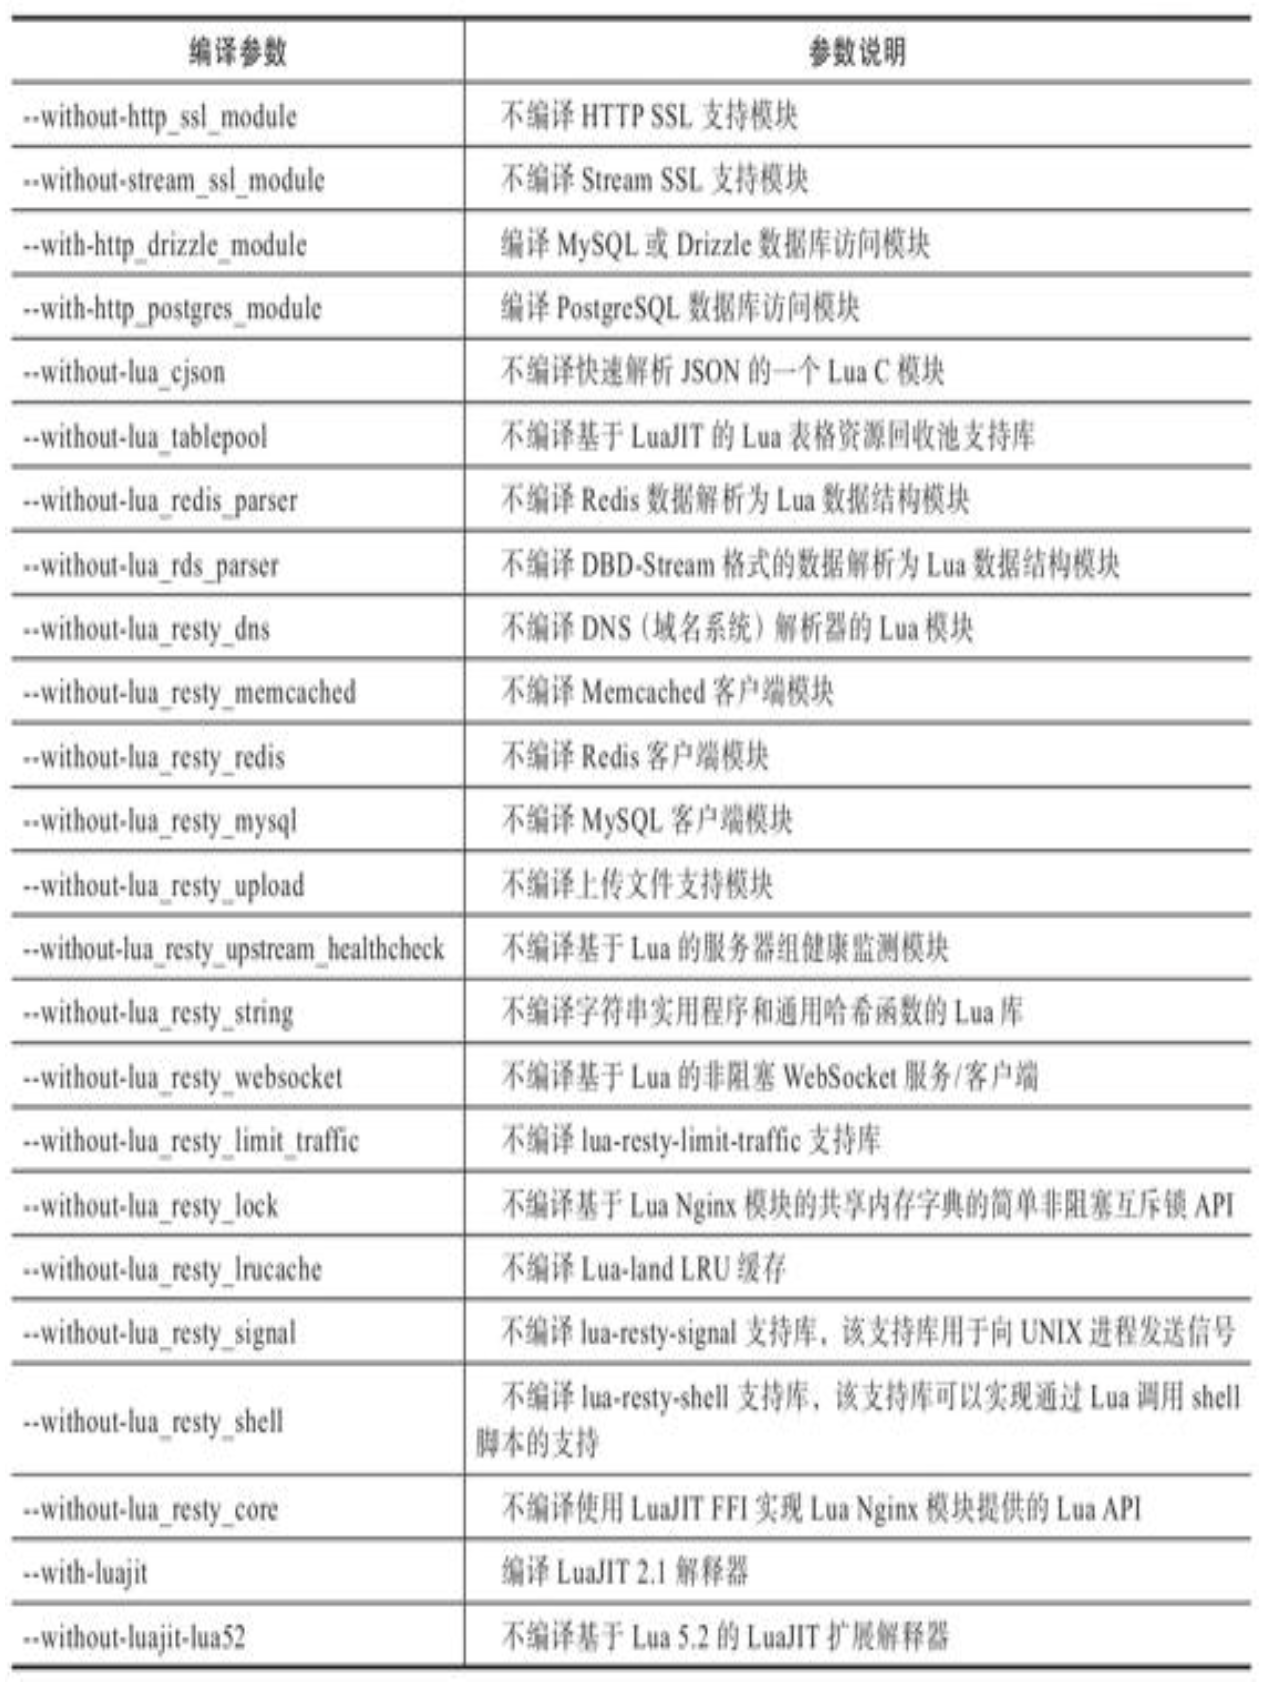 编译参数 参数说明
--without-http_ssl_module 不编译 HTTP SSL 支持模块
--without-stream_ssl_module 不编译 Stream SSL 支持模块
--with-http_drizzle_module 编译 MySQL 或 Drizzle 数据库访问模块
--with-http_postgres_module 编译 PostgreSQL 数据库访问模块
--without-lua_cjson 不编译快速解析 JSON 的一个 Lua C 模块
--without-lua_tablepool 不编译基于 LuaJIT 的 Lua 表格资源回收池支持库
--without-lua_redis_parser 不编译 Redis 数据解析为 Lua 数据结构模块
--without-lua_rds_parser 不编译 DBD-Stream 格式的数据解析为 Lua 数据结构模块
--without-lua_resty_dns 不编译 DNS（域名系统）解析器的 Lua 模块
--without-lua_resty_memcached 不编译 Memcached 客户端模块
--without-lua_resty_redis 不编译 Redis 客户端模块
--without-lua_resty_mysql 不编译 MySQL 客户端模块
--without-lua_resty_upload 不编译上传文件支持模块
--without-lua_resty_upstream_healthcheck 不编译基于 Lua 的服务器组健康监测模块
--without-lua_resty_string 不编译字符串实用程序和通用哈希函数的 Lua 库
--without-lua_resty_websocket 不编译基于 Lua 的非阻塞 WebSocket 服务/客户端
--without-lua_resty_limit_traffic 不编译 lua-resty-limit-traffic 支持库
--without-lua_resty_lock 不编译基于 Lua Nginx 模块的共享内存字典的简单非阻塞互斥锁 API
--without-lua_resty_lrucache 不编译 Lua-land LRU 缓存
--without-lua_resty_signal 不编译 lua-resty-signal 支持库，该支持库用于向 UNIX 进程发送信号
--without-lua_resty_shell 不编译 lua-resty-shell 支持库，该支持库可以实现通过 Lua 调用 shell
脚本的支持
--without-lua_resty_core 不编译使用 LuaJIT FFI 实现 Lua Nginx 模块提供的 Lua API
--with-luajit 编译 LuaJIT 2.1 解释器
--without-luajit-lua52 不编译基于 Lua 5.2 的 LuaJIT 扩展解释器